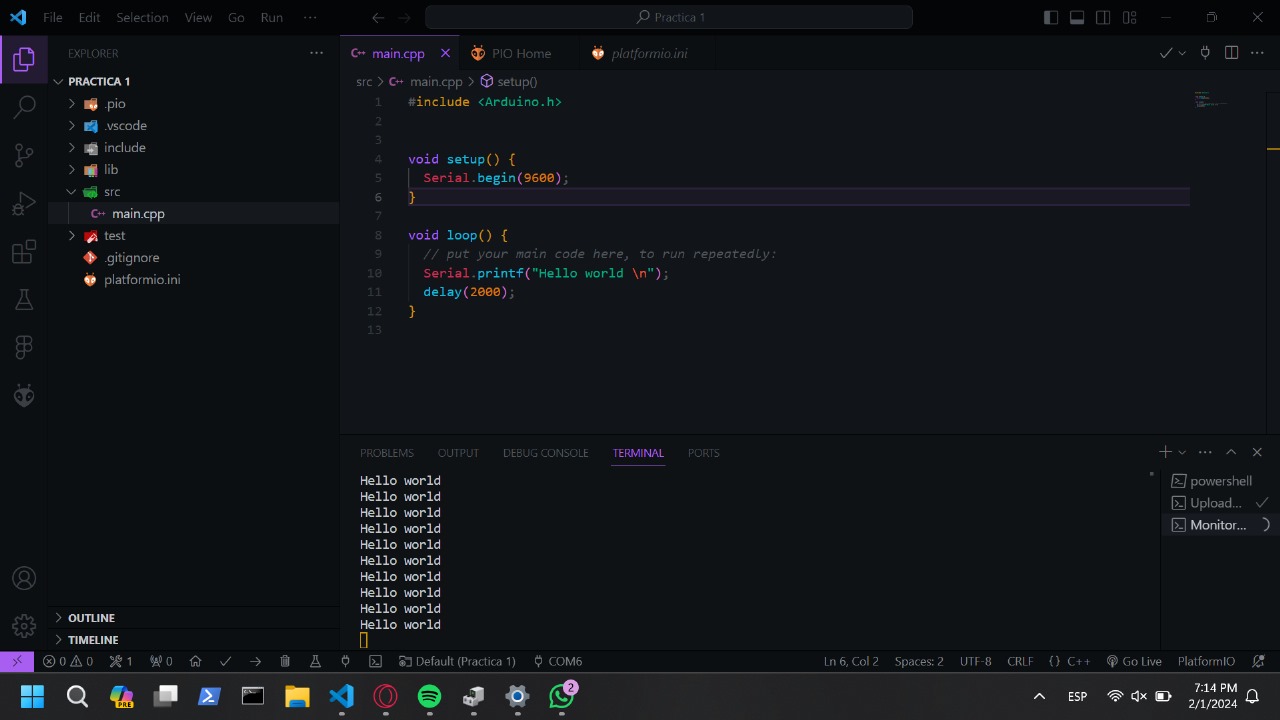 File Edit Selection View Go Run ··· Practica 1
EXPLORER
PRACTICA 1
.pio
.vscode
include
lib
src
C++ main.cpp
test
.gitignore
platformio.ini
OUTLINE
TIMELINE
C++ main.cpp PIO Home platformio.ini
src > C++ main.cpp > setup()
1 #include <Arduino.h>
2
3
4 void setup() {
5 Serial.begin(9600);
6 }
7
8 void loop() {
9 // put your main code here, to run repeatedly:
10 Serial.printf("Hello world \n");
11 delay(2000);
12 }
13
PROBLEMS OUTPUT DEBUG CONSOLE TERMINAL PORTS
Hello world
Hello world
Hello world
Hello world
Hello world
Hello world
Hello world
Hello world
Hello world
Hello world
powershell
Upload...
Monitor...
0 0 1 0 Default (Practica 1) COM6 Ln 6, Col 2 Spaces: 2 UTF-8 CRLF {} C++ Go Live PlatformIO
PRE 2 ESP 7:14 PM
2/1/2024